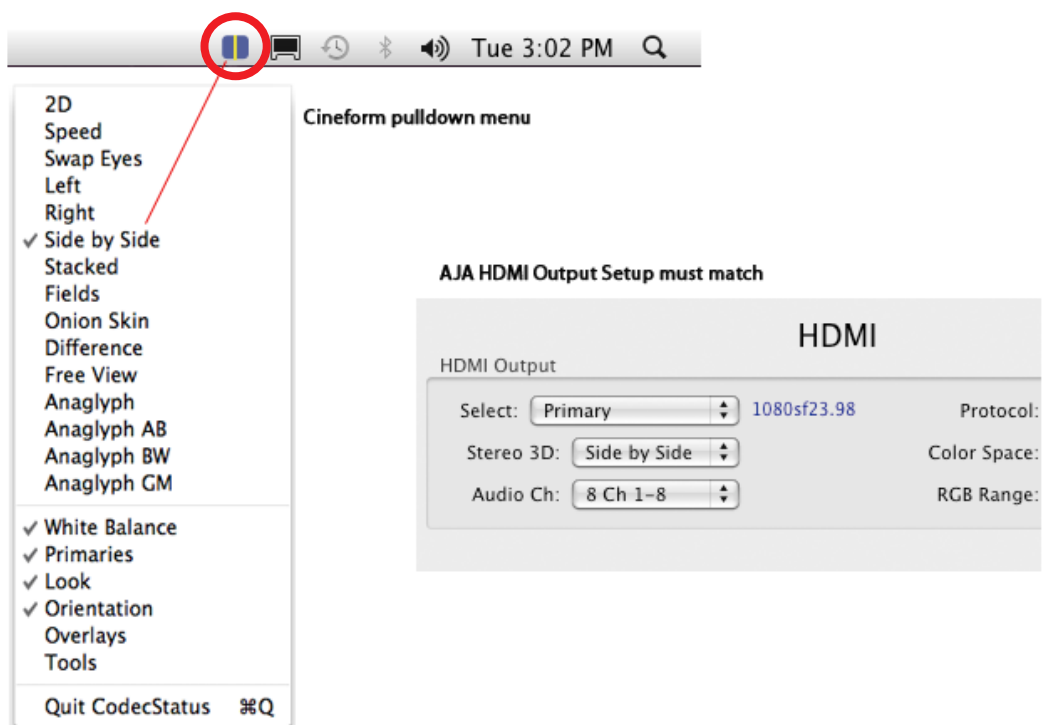 Tue 3:02 PM
Cineform pulldown menu
2D
Speed
Swap Eyes
Left
Right
✓ Side by Side
Stacked
Fields
Onion Skin
Difference
Free View
Anaglyph
Anaglyph AB
Anaglyph BW
Anaglyph GM
✓ White Balance
✓ Primaries
✓ Look
✓ Orientation
Overlays
Tools
Quit CodecStatus ⌘Q
AJA HDMI Output Setup must match
HDMI
HDMI Output
Select: Primary 1080sf23.98 Protocol:
Stereo 3D: Side by Side Color Space:
Audio Ch: 8 Ch 1-8 RGB Range: